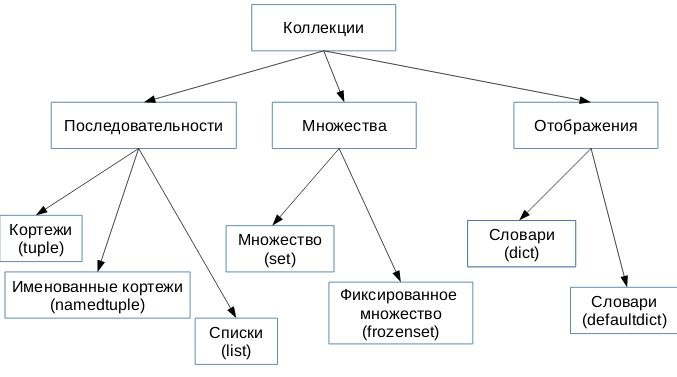 Коллекции
Последовательности
Множества
Отображения
Кортежи
(tuple)
Именованные кортежи
(namedtuple)
Списки
(list)
Множество
(set)
Фиксированное
множество
(frozenset)
Словари
(dict)
Словари
(defaultdict)